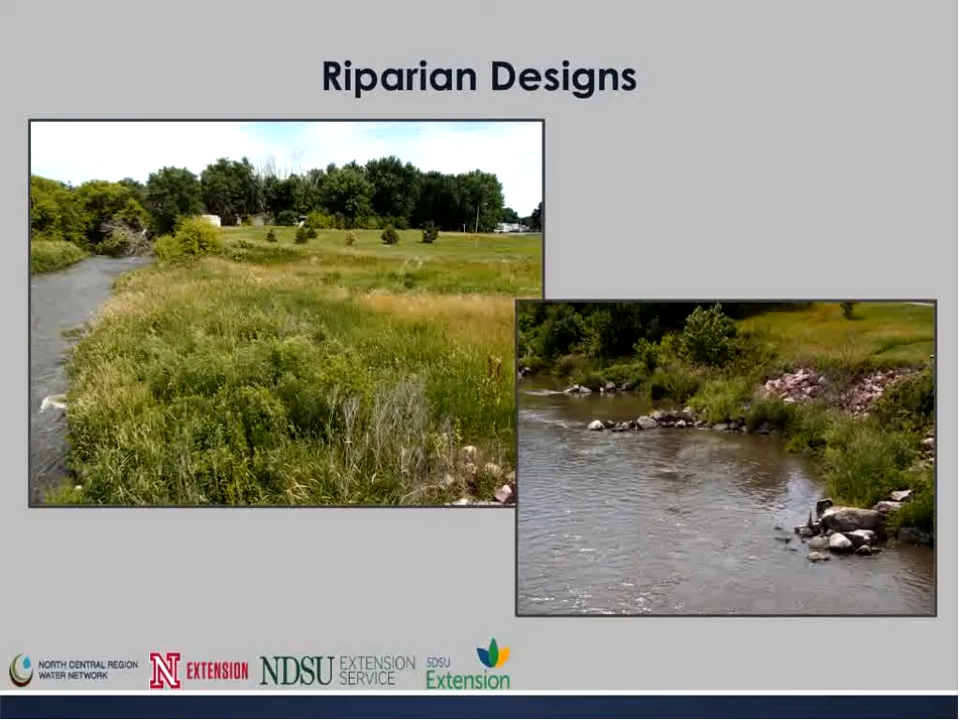 Riparian Designs
NORTH CENTRAL REGION
WATER NETWORK
N
EXTENSION
NDSU
EXTENSION
SERVICE
SDSU
Extension